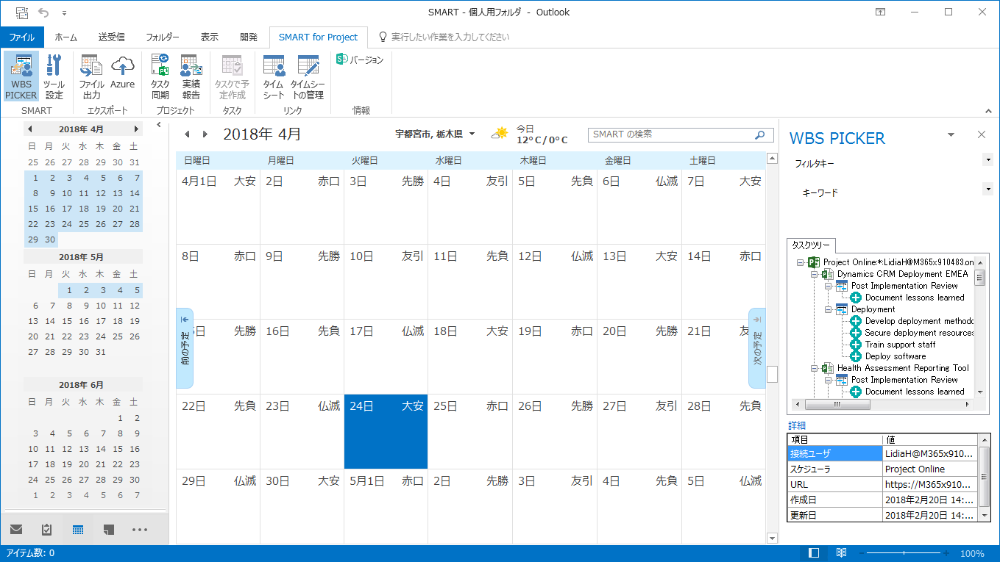 SMART - 個人用フォルダ - Outlook
ファイル ホーム 送受信 フォルダー 表示 開発 SMART for Project 実行したい作業を入力してください
WBS PICKER
ツール設定
ファイル出力
Azure
タスク同期
実績報告
タスクで予定作成
タイムシート
タイムシートの管理
バージョン
SMART エクスポート プロジェクト タスク リンク 情報
2018年 4月
日 月 火 水 木 金 土
25 26 27 28 29 30 31
1 2 3 4 5 6 7
8 9 10 11 12 13 14
15 16 17 18 19 20 21
22 23 24 25 26 27 28
29 30
2018年 5月
日 月 火 水 木 金 土
1 2 3 4 5
6 7 8 9 10 11 12
13 14 15 16 17 18 19
20 21 22 23 24 25 26
27 28 29 30 31
2018年 6月
日 月 火 水 木 金 土
1 2
3 4 5 6 7 8 9
10 11 12 13 14 15 16
17 18 19 20 21 22 23
24 25 26 27 28 29 30
1 2 3 4 5 6 7
2018年 4月
宇都宮市, 栃木県
今日
12°C / 0°C
SMART の検索
日曜日 月曜日 火曜日 水曜日 木曜日 金曜日 土曜日
4月1日 大安 2日 赤口 3日 先勝 4日 友引 5日 先負 6日 仏滅 7日 大安
8日 赤口 9日 先勝 10日 友引 11日 先負 12日 仏滅 13日 大安 14日 赤口
日 先勝 16日 先負 17日 仏滅 18日 大安 19日 赤口 20日 先勝 21日 友
前の予定
次の予定
22日 先負 23日 仏滅 24日 大安 25日 赤口 26日 先勝 27日 友引 28日 先負
29日 仏滅 30日 大安 5月1日 赤口 2日 先勝 3日 友引 4日 先負 5日 仏滅
WBS PICKER
フィルタキー
キーワード
タスクツリー
Project Online:*:LidiaH@M365x910483.on
Dynamics CRM Deployment EMEA
Post Implementation Review
Document lessons learned
Deployment
Develop deployment methodo
Secure deployment resources
Train support staff
Deploy software
Health Assessment Reporting Tool
Post Implementation Review
Document lessons learned
詳細
項目 値
接続ユーザ LidiaH@M365x910...
スケジューラ Project Online
URL https://M365x910...
作成日 2018年2月20日 14:...
更新日 2018年2月20日 14:...
アイテム数: 0
100%